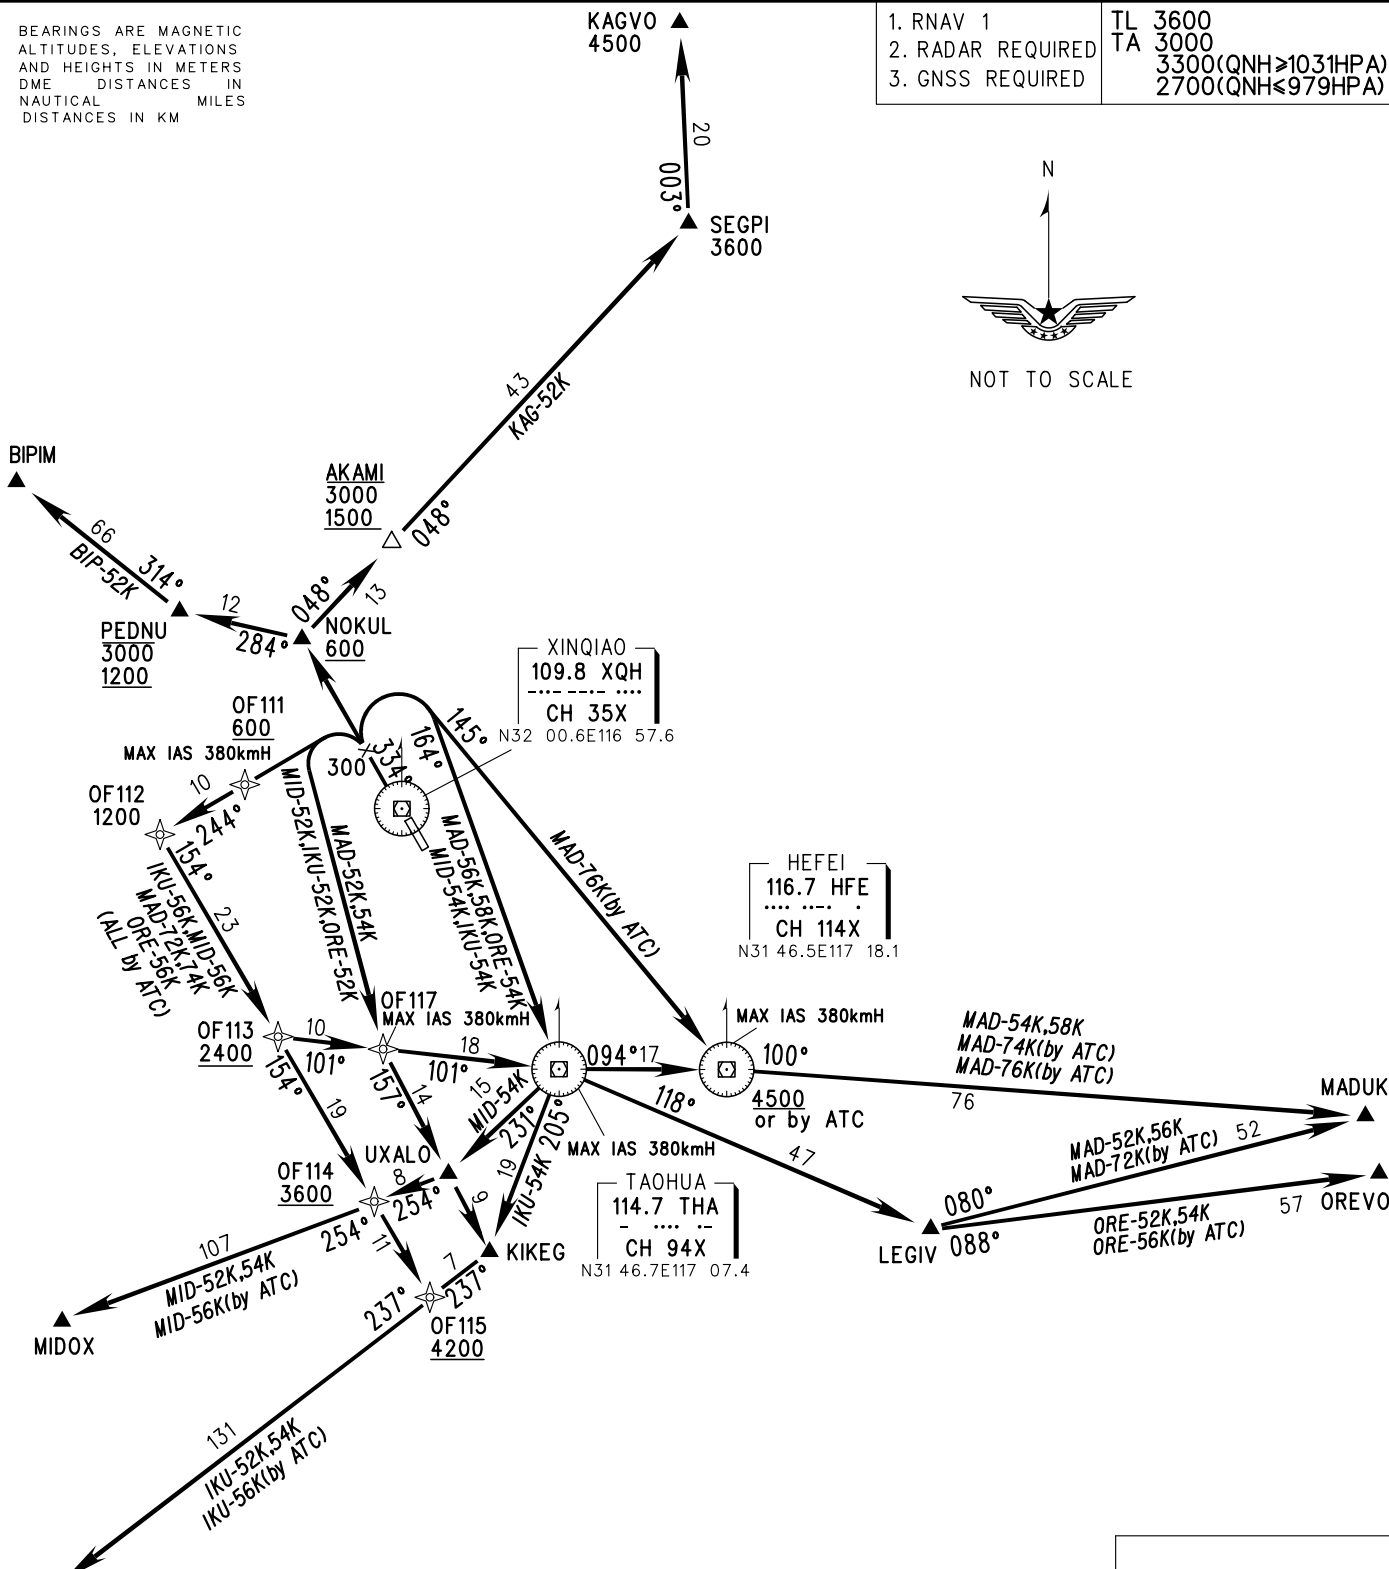 BEARINGS ARE MAGNETIC
ALTITUDES, ELEVATIONS
AND HEIGHTS IN METERS
DME DISTANCES IN
NAUTICAL MILES
DISTANCES IN KM
KAGVO
4500
1. RNAV 1
2. RADAR REQUIRED
3. GNSS REQUIRED
TL 3600
TA 3000
3300(QNH≥1031HPA)
2700(QNH≤979HPA)
20
003°
SEGPI
3600
N
NOT TO SCALE
43
KAG-52K
BIPIM
AKAMI
3000
1500
048°
66
BIP-52K
314°
12
048°
13
PEDNU
3000
1200
284°
NOKUL
600
XINQIAO
109.8 XQH
-··- --·- ····
CH 35X
N32 00.6E116 57.6
OF111
600
MAX IAS 380kmH
300
334°
164°
145°
10
OF112
1200
244°
154°
MID-52K,IKU-52K,ORE-52K
MAD-52K,54K
MAD-56K,58K,ORE-54K
MID-54K,IKU-54K
MAD-76K(by ATC)
HEFEI
116.7 HFE
···· ··-· ·
CH 114X
N31 46.5E117 18.1
23
IKU-56K,MID-56K
MAD-72K,74K
ORE-56K
(ALL by ATC)
OF117
MAX IAS 380kmH
MAX IAS 380kmH
OF113
2400
10
101°
18
101°
094°
17
100°
MAD-54K,58K
MAD-74K(by ATC)
MAD-76K(by ATC)
76
MADUK
154°
19
157°
14
15
MID-54K
231°
205°
118°
4500
or by ATC
MAX IAS 380kmH
47
MAD-52K,56K
MAD-72K(by ATC)
52
UXALO
OF114
3600
8
254°
254°
9
19
IKU-54K
TAOHUA
114.7 THA
- ···· ·-
CH 94X
N31 46.7E117 07.4
080°
088°
LEGIV
ORE-52K,54K
ORE-56K(by ATC)
57
OREVO
107
MID-52K,54K
MID-56K(by ATC)
MIDOX
11
KIKEG
7
237°
237°
OF115
4200
131
IKU-52K,54K
IKU-56K(by ATC)